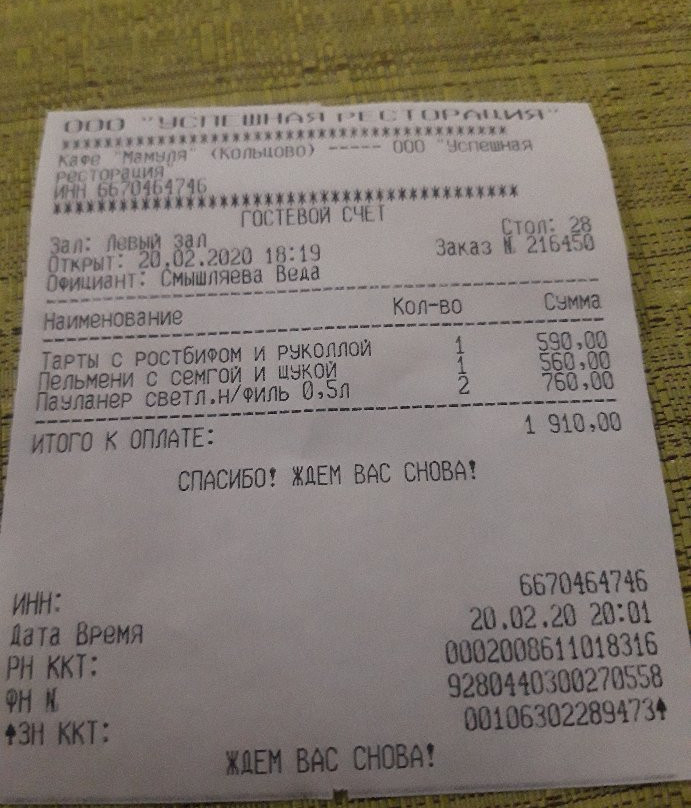 ООО "УСПЕШНАЯ РЕСТОРАЦИЯ"
****************************************
Кафе "Мамуля" (Кольцово) ----- ООО "Успешная
ресторация
ИНН 6670464746
****************************************
ГОСТЕВОЙ СЧЕТ
Стол: 28
Зал: Левый зал
Открыт: 20.02.2020 18:19 Заказ № 216450
Официант: Смышляева Веда
Наименование Кол-во Сумма
Тарты с ростбифом и руколлой 1 590,00
Пельмени с семгой и щукой 1 560,00
Пауланер светл.н/филь 0,5л 2 760,00
ИТОГО К ОПЛАТЕ: 1 910,00
СПАСИБО! ЖДЕМ ВАС СНОВА!
ИНН: 6670464746
Дата Время 20.02.20 20:01
РН ККТ: 0002008611018316
ФН № 9280440300270558
↑ЗН ККТ: 00106302289473↑
ЖДЕМ ВАС СНОВА!